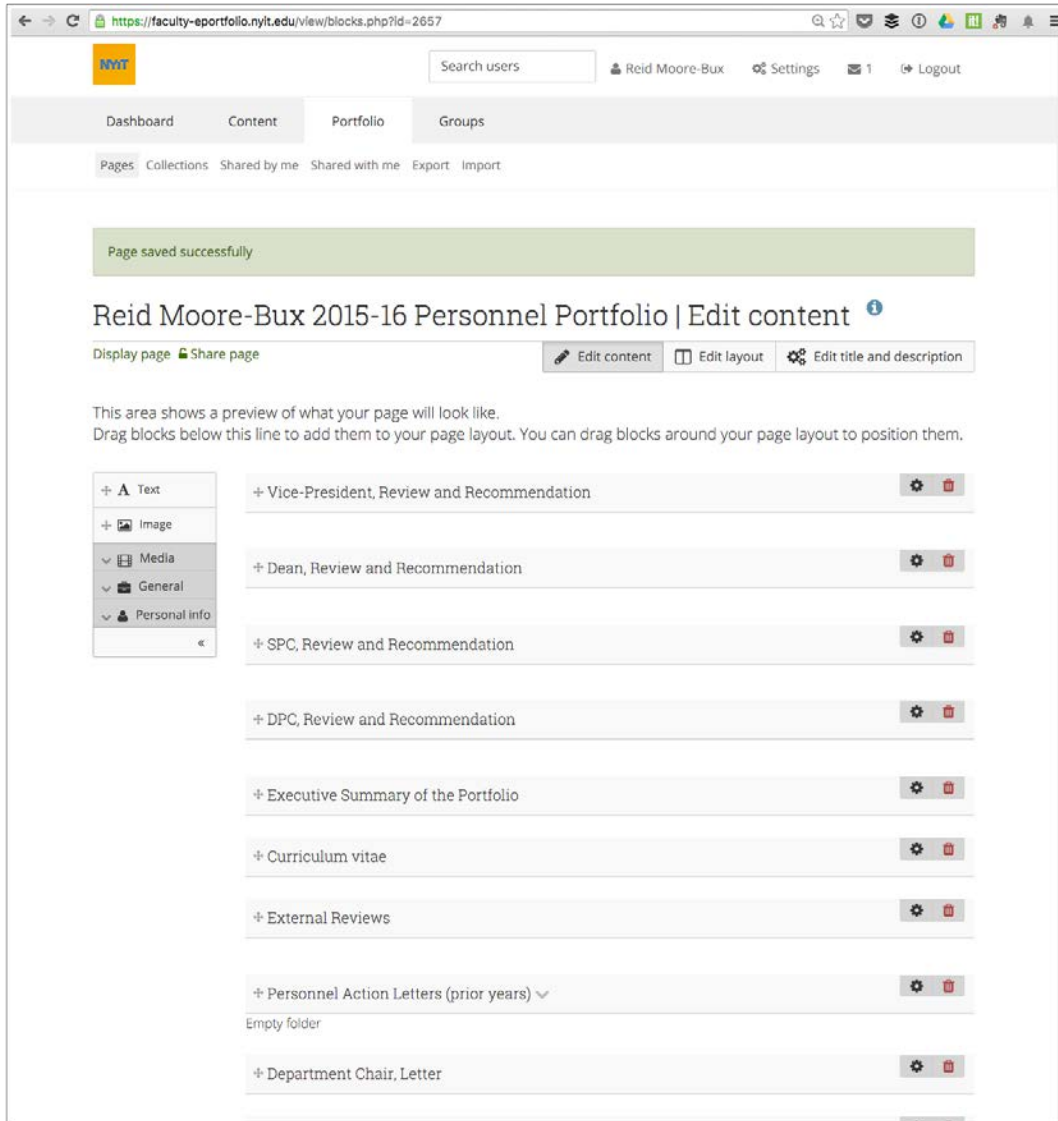 https://faculty-eportfolio.nyit.edu/view/blocks.php?id=2657
NYIT
Search users
Reid Moore-Bux Settings 1 Logout
Dashboard Content Portfolio Groups
Pages Collections Shared by me Shared with me Export Import
Page saved successfully
Reid Moore-Bux 2015-16 Personnel Portfolio | Edit content
Display page Share page Edit content Edit layout Edit title and description
This area shows a preview of what your page will look like.
Drag blocks below this line to add them to your page layout. You can drag blocks around your page layout to position them.
A Text
Image
Media
General
Personal info
«
Vice-President, Review and Recommendation
Dean, Review and Recommendation
SPC, Review and Recommendation
DPC, Review and Recommendation
Executive Summary of the Portfolio
Curriculum vitae
External Reviews
Personnel Action Letters (prior years)
Empty folder
Department Chair, Letter